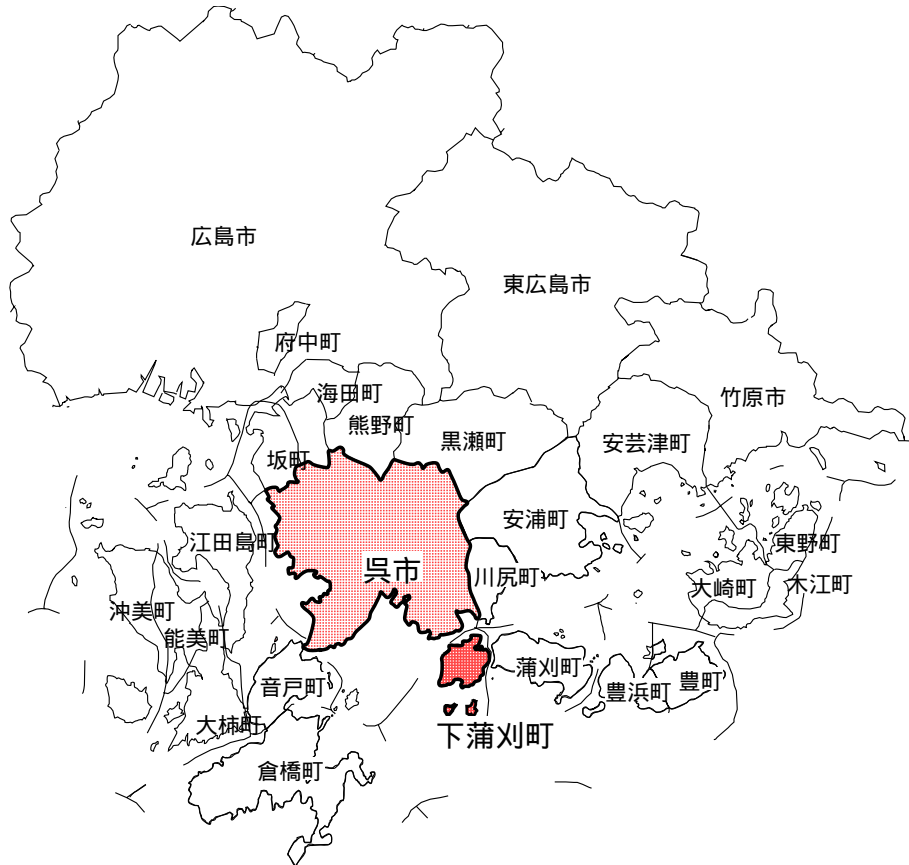 広島市
東広島市
府中町
海田町
竹原市
熊野町
黒瀬町
安芸津町
坂町
安浦町
江田島町
東野町
呉市
川尻町
大崎町
木江町
沖美町
能美町
蒲刈町
音戸町
豊浜町
豊町
大柿町
下蒲刈町
倉橋町